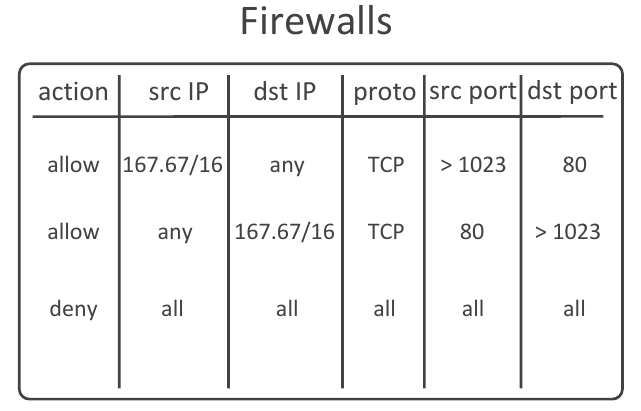 Firewalls
action src IP dst IP proto src port dst port
allow 167.67/16 any TCP > 1023 80
allow any 167.67/16 TCP 80 > 1023
deny all all all all all